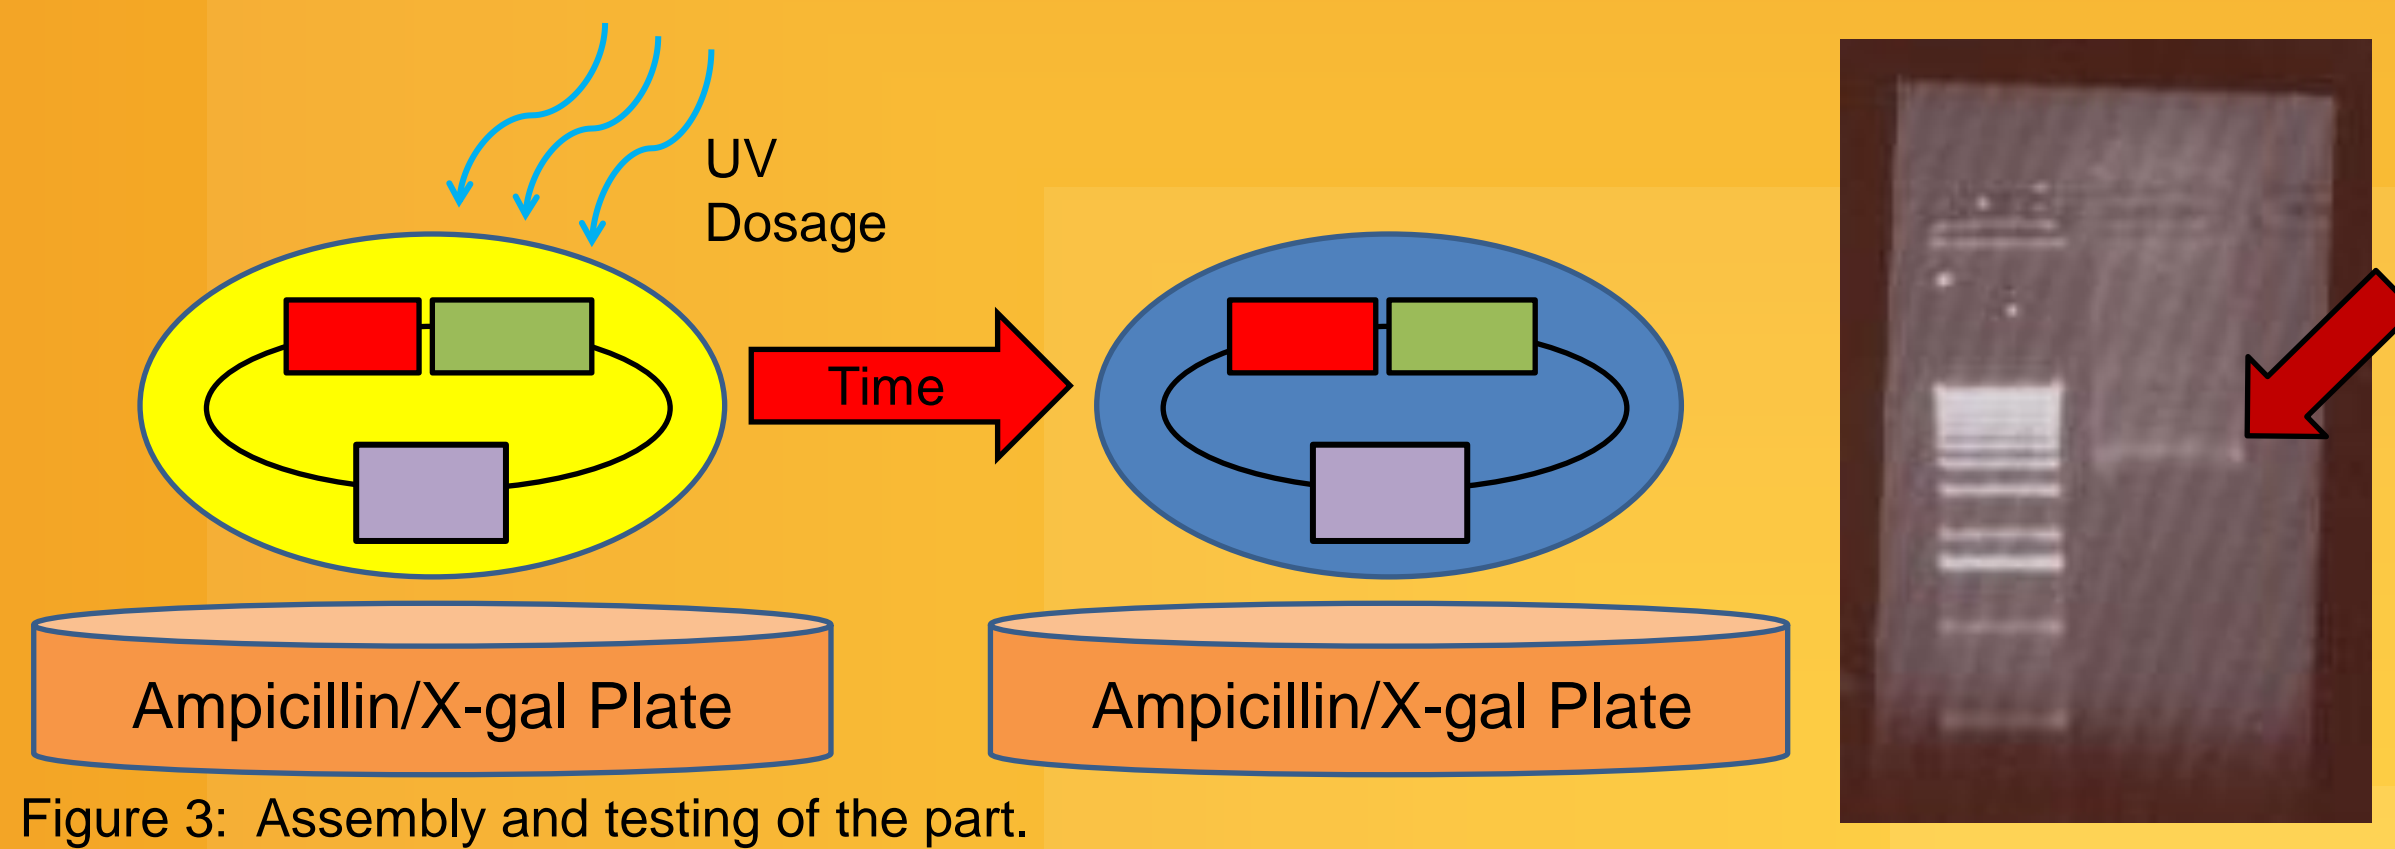 UV
Dosage
Time
Ampicillin/X-gal Plate
Ampicillin/X-gal Plate
Figure 3:  Assembly and testing of the part.